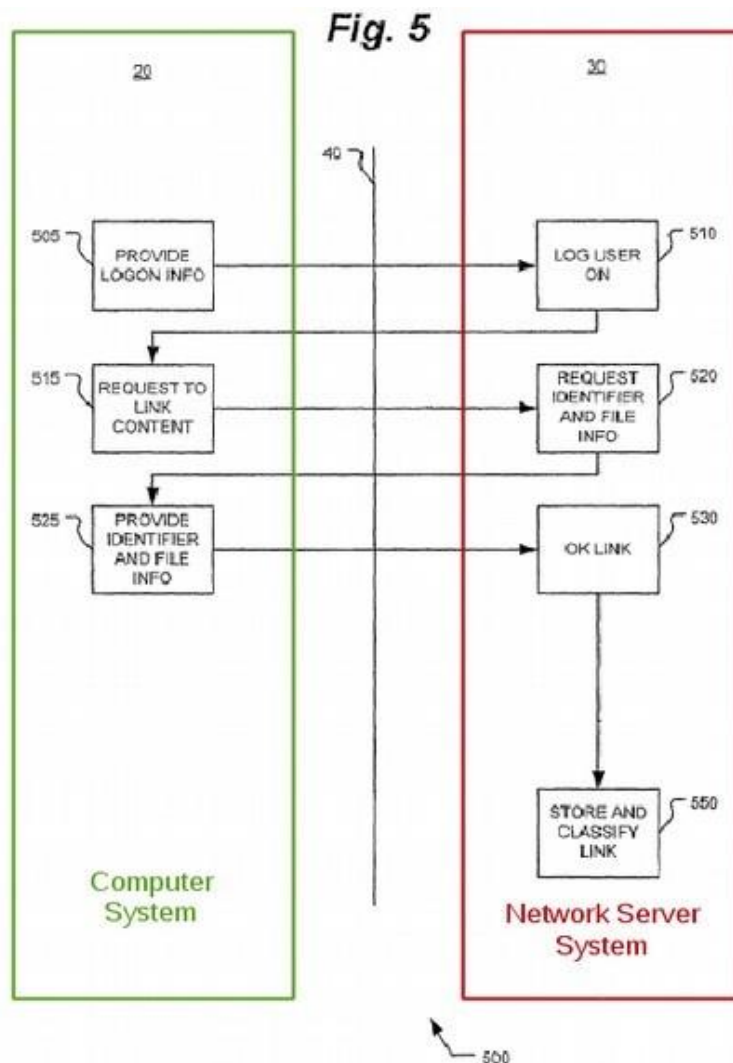 Fig. 5
20
30
40
505
PROVIDE
LOGON INFO
510
LOG USER
ON
515
REQUEST TO
LINK
CONTENT
520
REQUEST
IDENTIFIER
AND FILE
INFO
525
PROVIDE
IDENTIFIER
AND FILE
INFO
530
OK LINK
550
STORE AND
CLASSIFY
LINK
Computer
System
Network Server
System
500